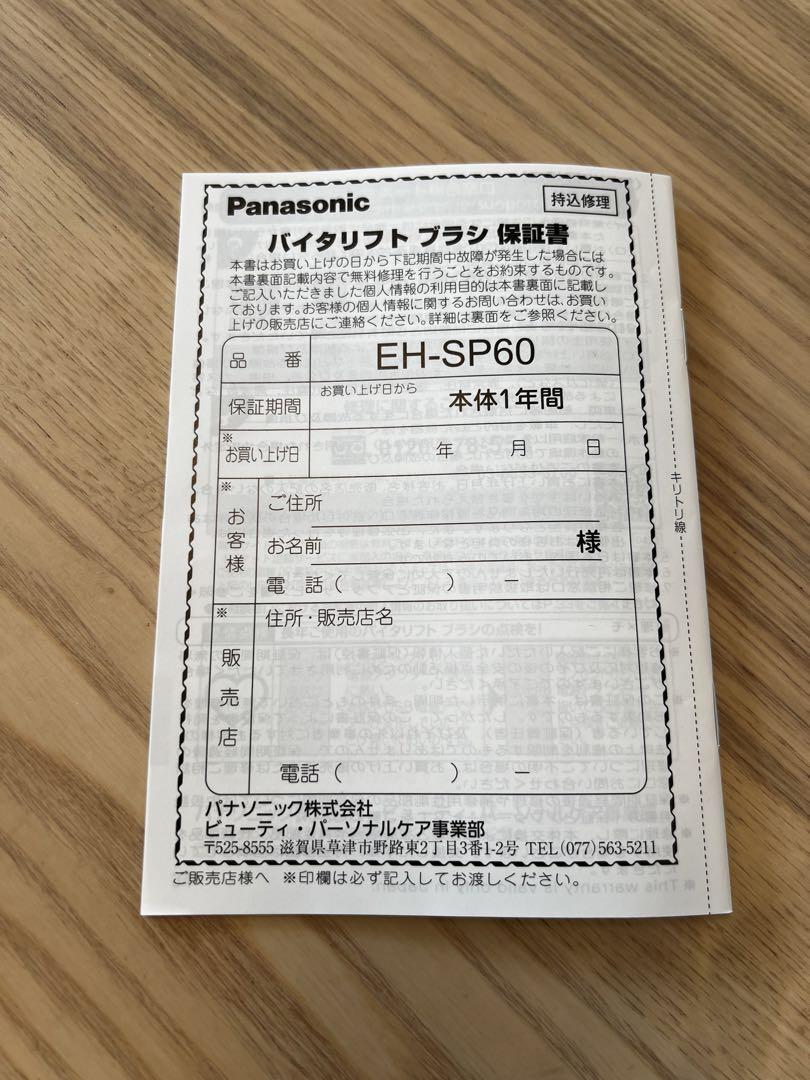 Panasonic
持込修理
バイタリフト ブラシ 保証書
本書はお買い上げの日から下記期間中故障が発生した場合には
本書裏面記載内容で無料修理を行うことをお約束するものです。
ご記入いただきました個人情報の利用目的は本書裏面に記載し
ております。お客様の個人情報に関するお問い合わせは、お買い
上げの販売店にご連絡ください。詳細は裏面をご参照ください。
品 番 EH-SP60
保証期間 お買い上げ日から 本体1年間
※お買い上げ日 年 月 日
※お客様
ご住所
お名前 様
電 話 ( ) −
※販売店
住所・販売店名
電話 ( ) −
キリトリ線
パナソニック株式会社
ビューティ・パーソナルケア事業部
〒525-8555 滋賀県草津市野路東2丁目3番1-2号 TEL(077)563-5211
ご販売店様へ ※印欄は必ず記入してお渡しください。